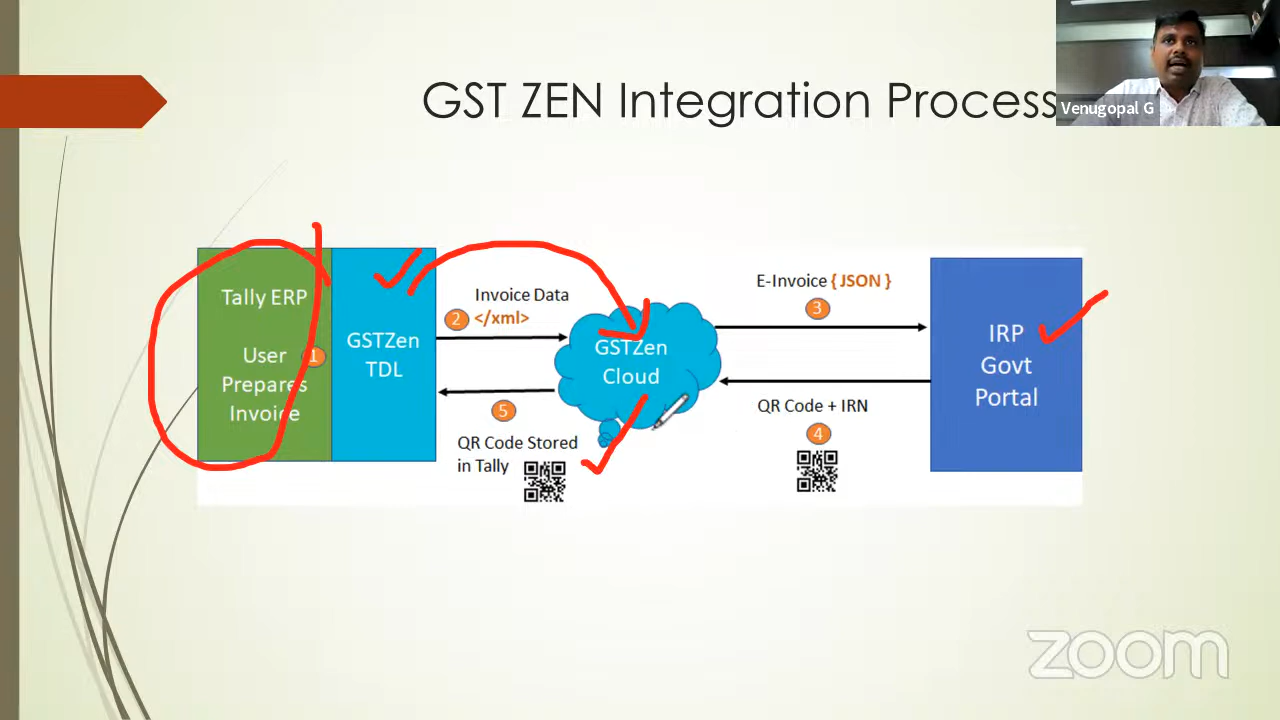 GST ZEN Integration Process
Venugopal G
Tally ERP
User
Prepares
Invoice
1
GSTZen
TDL
Invoice Data
2 </xml>
GSTZen
Cloud
5
QR Code Stored
in Tally
E-Invoice { JSON }
3
QR Code + IRN
4
IRP
Govt
Portal
zoom